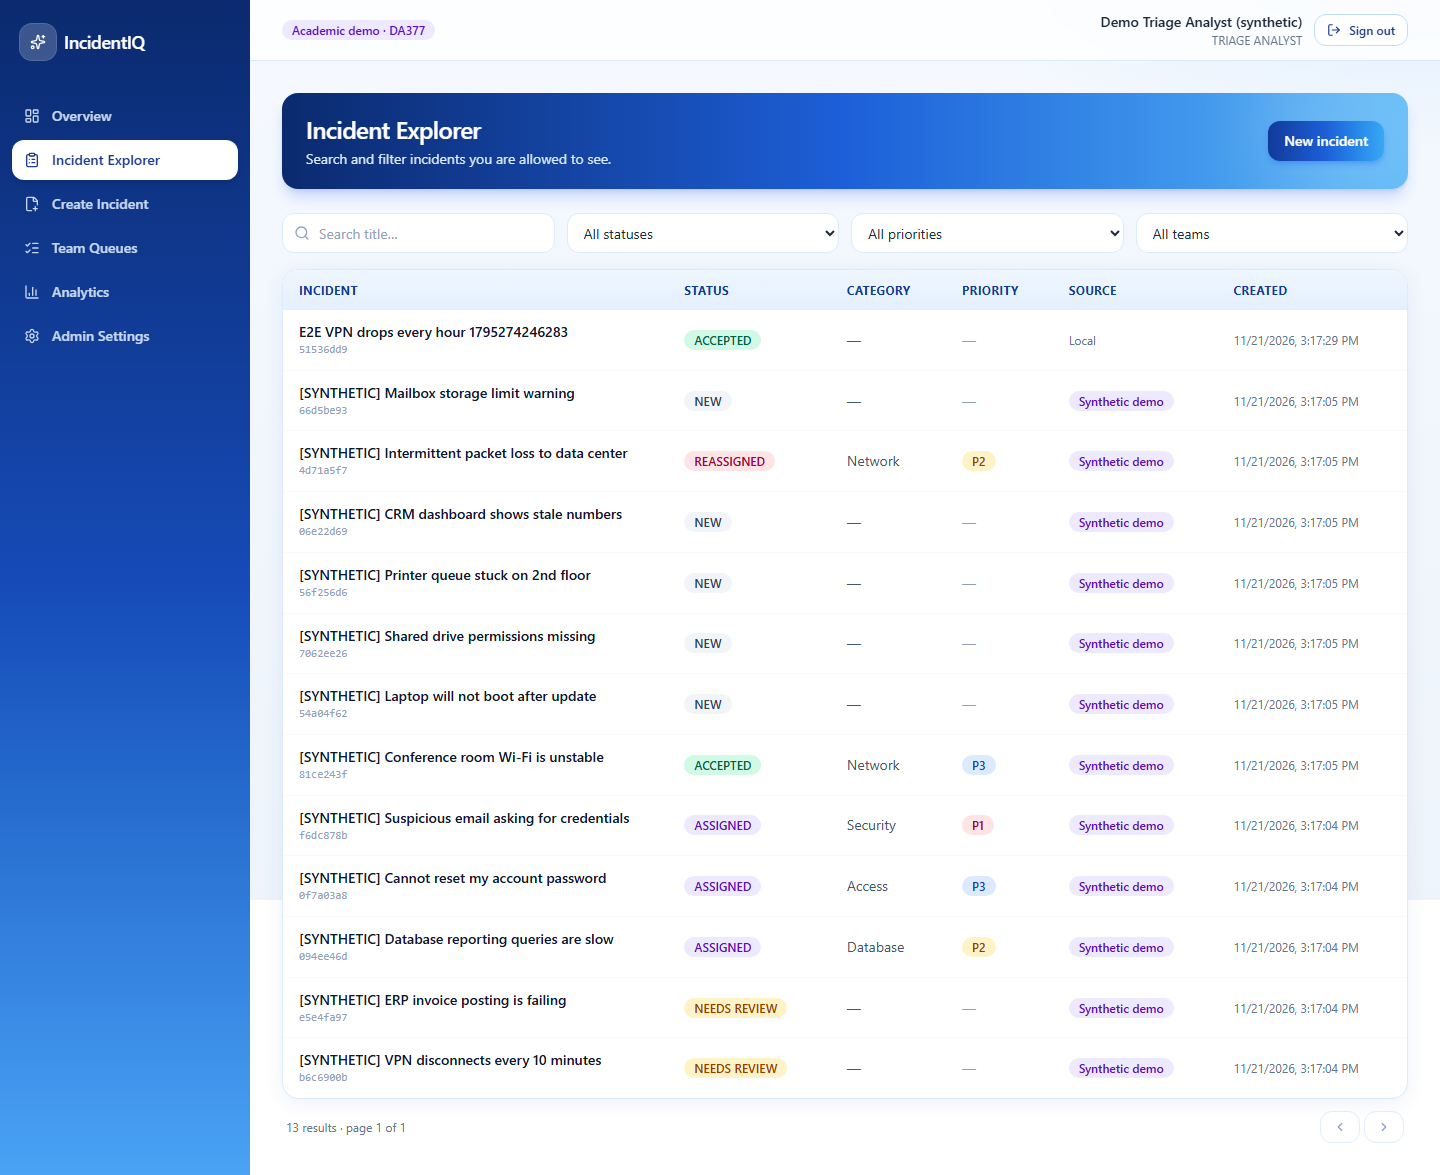 IncidentIQ
Overview
Incident Explorer
Create Incident
Team Queues
Analytics
Admin Settings
Academic demo · DA377
Demo Triage Analyst (synthetic)
TRIAGE ANALYST
Sign out
Incident Explorer
Search and filter incidents you are allowed to see.
New incident
Search title...
All statuses
All priorities
All teams
INCIDENT STATUS CATEGORY PRIORITY SOURCE CREATED
E2E VPN drops every hour 1795274246283
51536dd9
ACCEPTED — — Local 11/21/2026, 3:17:29 PM
[SYNTHETIC] Mailbox storage limit warning
66d5be93
NEW — — Synthetic demo 11/21/2026, 3:17:05 PM
[SYNTHETIC] Intermittent packet loss to data center
4d71a5f7
REASSIGNED Network P2 Synthetic demo 11/21/2026, 3:17:05 PM
[SYNTHETIC] CRM dashboard shows stale numbers
06e22d69
NEW — — Synthetic demo 11/21/2026, 3:17:05 PM
[SYNTHETIC] Printer queue stuck on 2nd floor
56f256d6
NEW — — Synthetic demo 11/21/2026, 3:17:05 PM
[SYNTHETIC] Shared drive permissions missing
7062ee26
NEW — — Synthetic demo 11/21/2026, 3:17:05 PM
[SYNTHETIC] Laptop will not boot after update
54a04f62
NEW — — Synthetic demo 11/21/2026, 3:17:05 PM
[SYNTHETIC] Conference room Wi-Fi is unstable
81ce243f
ACCEPTED Network P3 Synthetic demo 11/21/2026, 3:17:05 PM
[SYNTHETIC] Suspicious email asking for credentials
f6dc878b
ASSIGNED Security P1 Synthetic demo 11/21/2026, 3:17:04 PM
[SYNTHETIC] Cannot reset my account password
0f7a03a8
ASSIGNED Access P3 Synthetic demo 11/21/2026, 3:17:04 PM
[SYNTHETIC] Database reporting queries are slow
094ee46d
ASSIGNED Database P2 Synthetic demo 11/21/2026, 3:17:04 PM
[SYNTHETIC] ERP invoice posting is failing
e5e4fa97
NEEDS REVIEW — — Synthetic demo 11/21/2026, 3:17:04 PM
[SYNTHETIC] VPN disconnects every 10 minutes
b6c6900b
NEEDS REVIEW — — Synthetic demo 11/21/2026, 3:17:04 PM
13 results · page 1 of 1